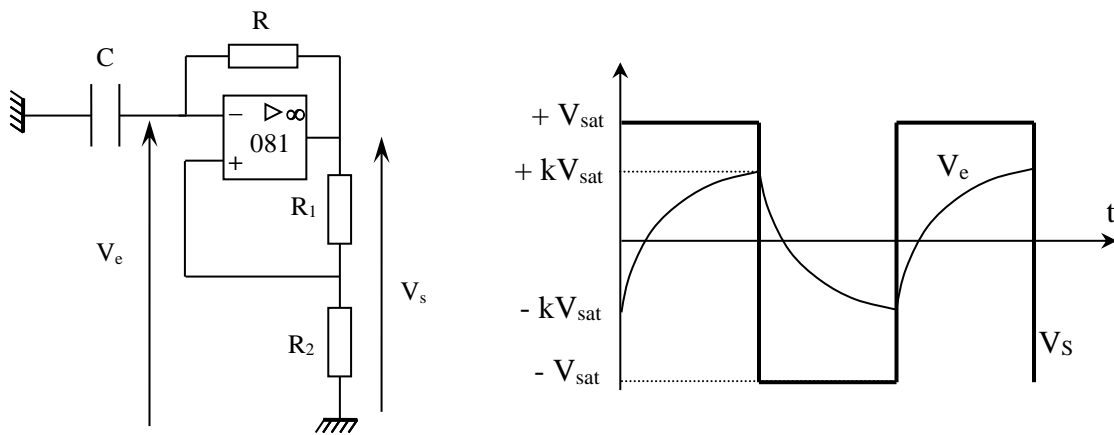 R
C
−
∞
081
+
R1
Ve
Vs
R2
+ Vsat
+ kVsat
Ve
t
- kVsat
VS
- Vsat